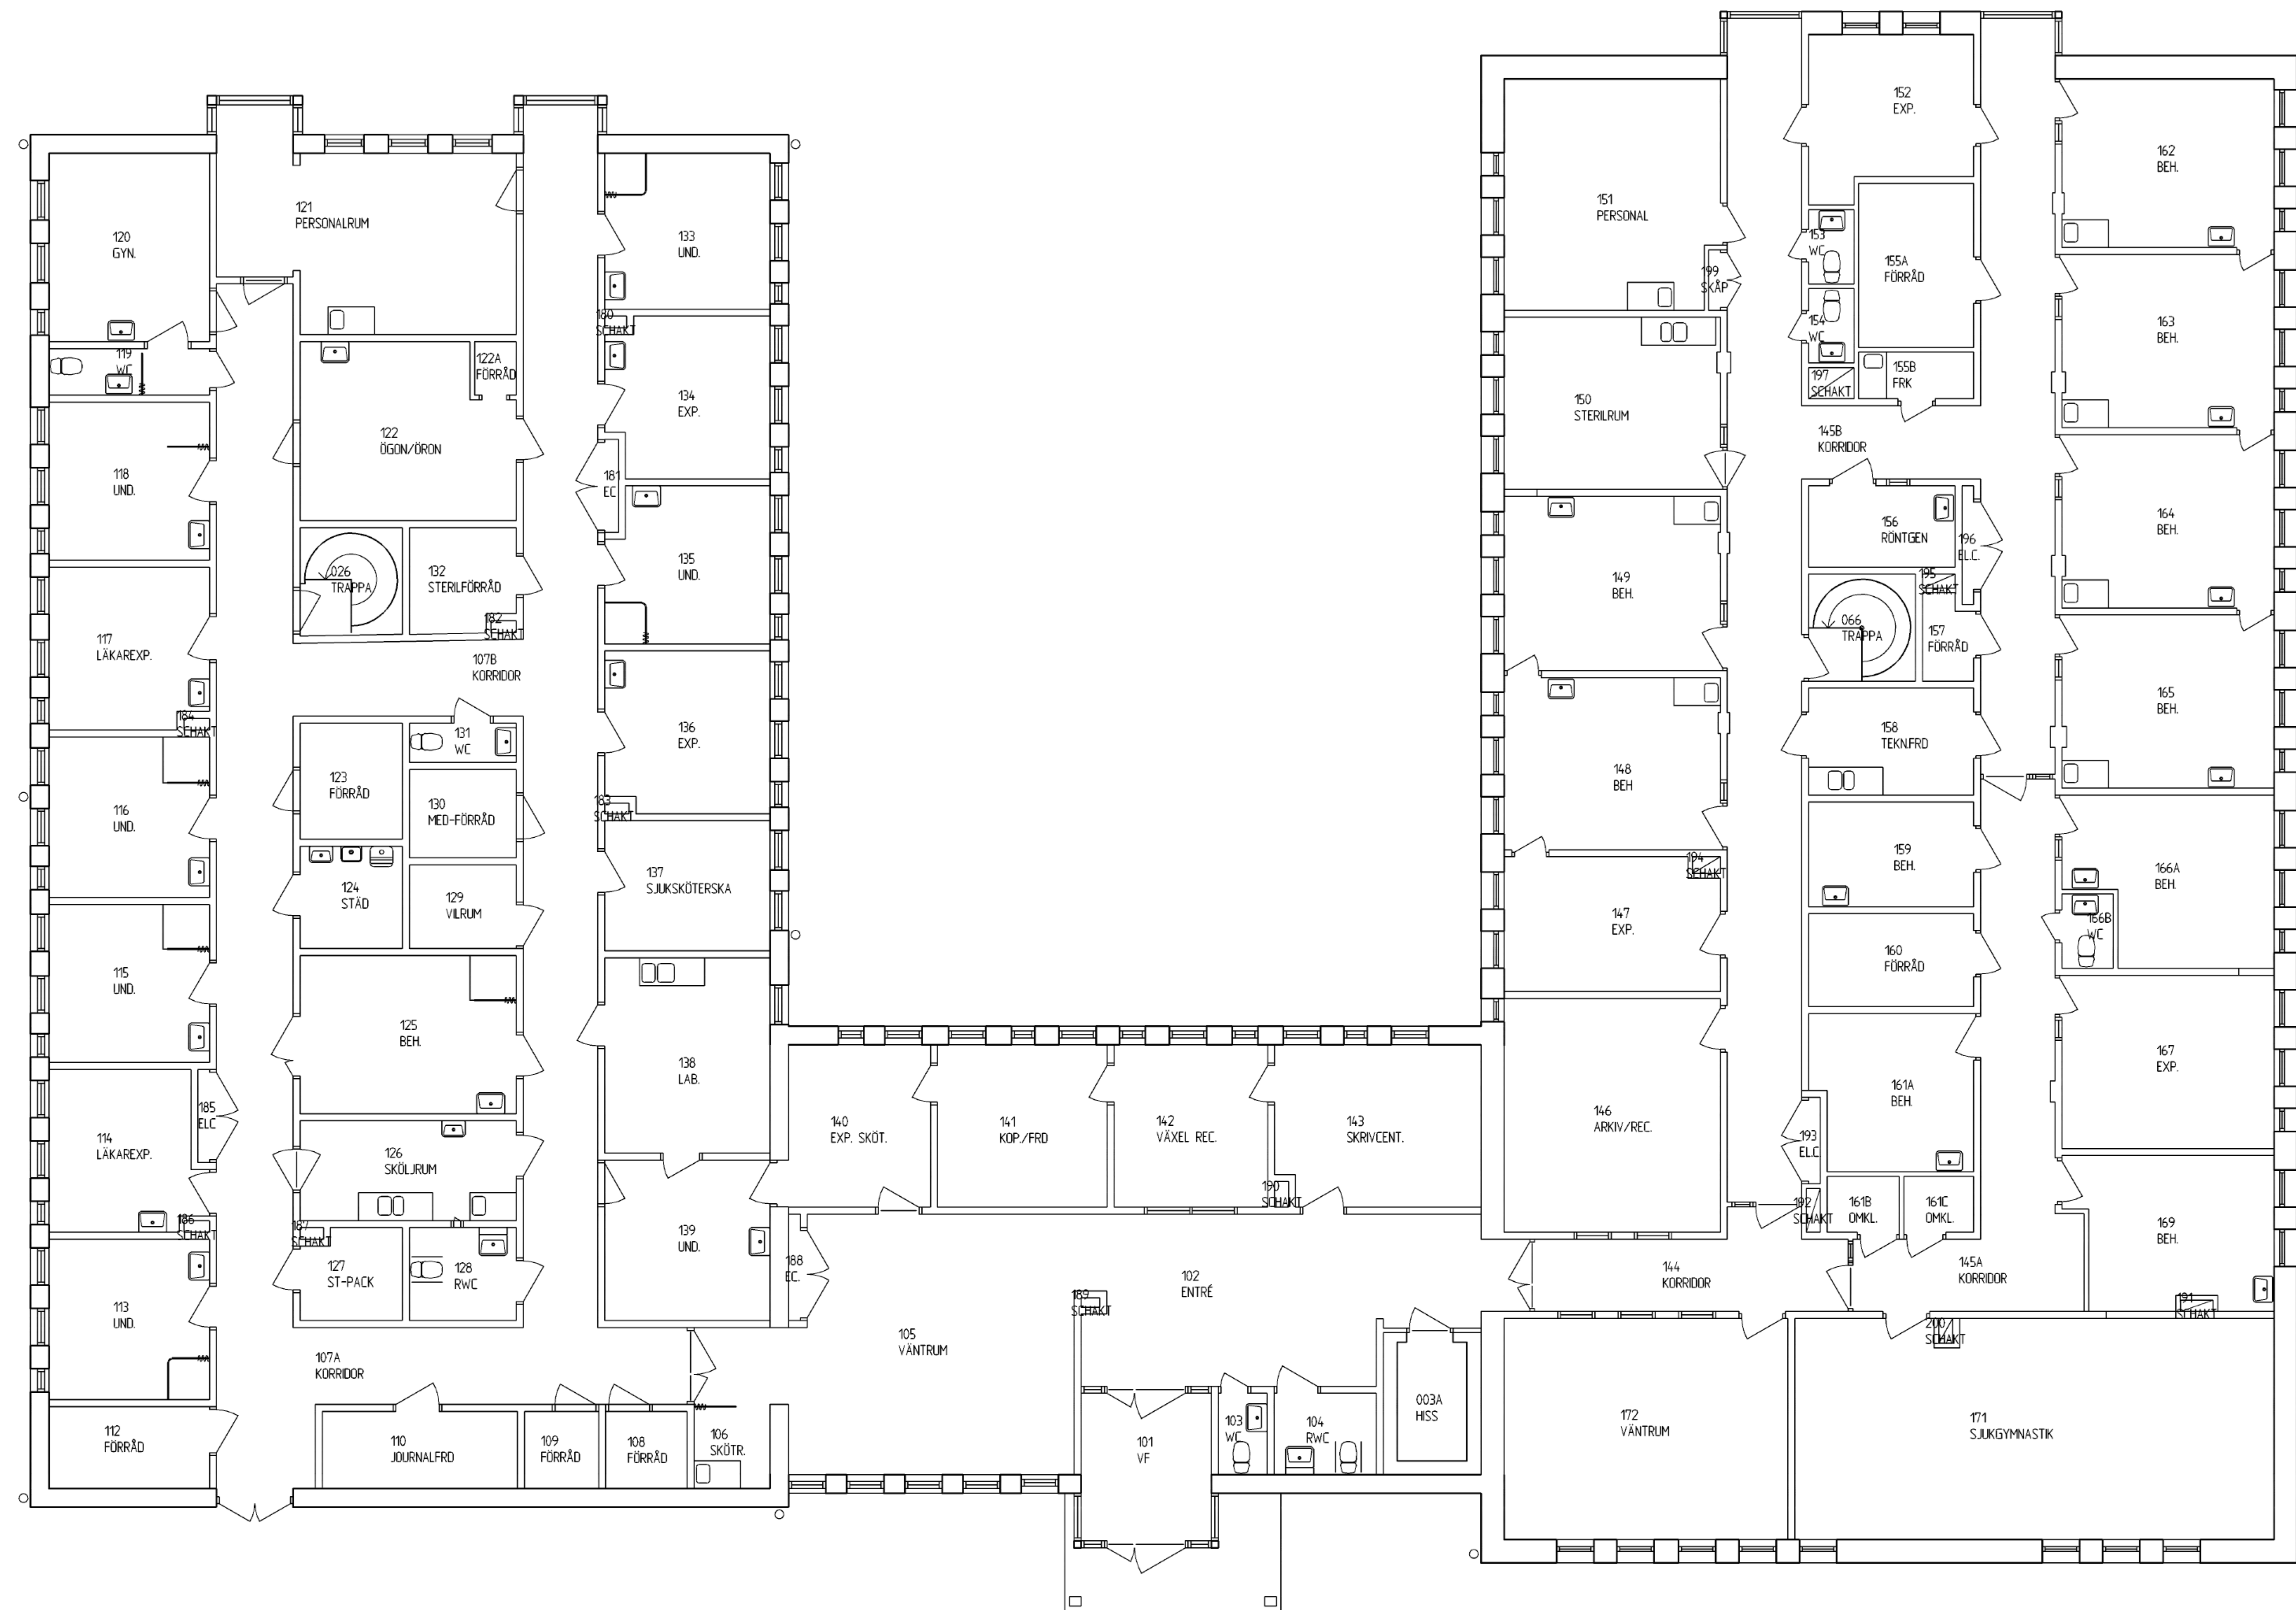 120
GYN.
119
WC
118
UND.
117
LÄKAREXP.
184
SCHAKT
116
UND.
115
UND.
185
ELC
114
LÄKAREXP.
186
SCHAKT
113
UND.
112
FÖRRÅD
121
PERSONALRUM
122A
FÖRRÅD
122
ÖGON/ÖRON
026
TRAPPA
132
STERILFÖRRÅD
182
SCHAKT
107B
KORRIDOR
131
WC
123
FÖRRÅD
130
MED-FÖRRÅD
124
STÄD
129
VILRUM
125
BEH.
126
SKÖLJRUM
187
SCHAKT
127
ST-PACK
128
RWC
107A
KORRIDOR
110
JOURNALFRD
109
FÖRRÅD
108
FÖRRÅD
106
SKÖTR.
133
UND.
180
SCHAKT
134
EXP.
181
EC
135
UND.
136
EXP.
183
SCHAKT
137
SJUKSKÖTERSKA
138
LAB.
139
UND.
188
EC.
140
EXP. SKÖT.
141
KOP./FRD
142
VÄXEL REC.
143
SKRIVCENT.
190
SCHAKT
102
ENTRÉ
189
SCHAKT
105
VÄNTRUM
101
VF
103
WC
104
RWC
003A
HISS
151
PERSONAL
199
SKÅP
150
STERILRUM
149
BEH.
148
BEH
194
SCHAKT
147
EXP.
146
ARKIV/REC.
144
KORRIDOR
172
VÄNTRUM
152
EXP.
153
WC
155A
FÖRRÅD
154
WC
197
SCHAKT
155B
FRK
145B
KORRIDOR
156
RÖNTGEN
196
EL.C.
195
SCHAKT
066
TRAPPA
157
FÖRRÅD
158
TEKN.FRD
159
BEH.
160
FÖRRÅD
161A
BEH.
193
EL.C
192
SCHAKT
161B
OMKL.
161C
OMKL.
145A
KORRIDOR
200
SCHAKT
171
SJUKGYMNASTIK
162
BEH.
163
BEH.
164
BEH.
165
BEH.
166A
BEH.
166B
WC
167
EXP.
169
BEH.
191
SCHAKT